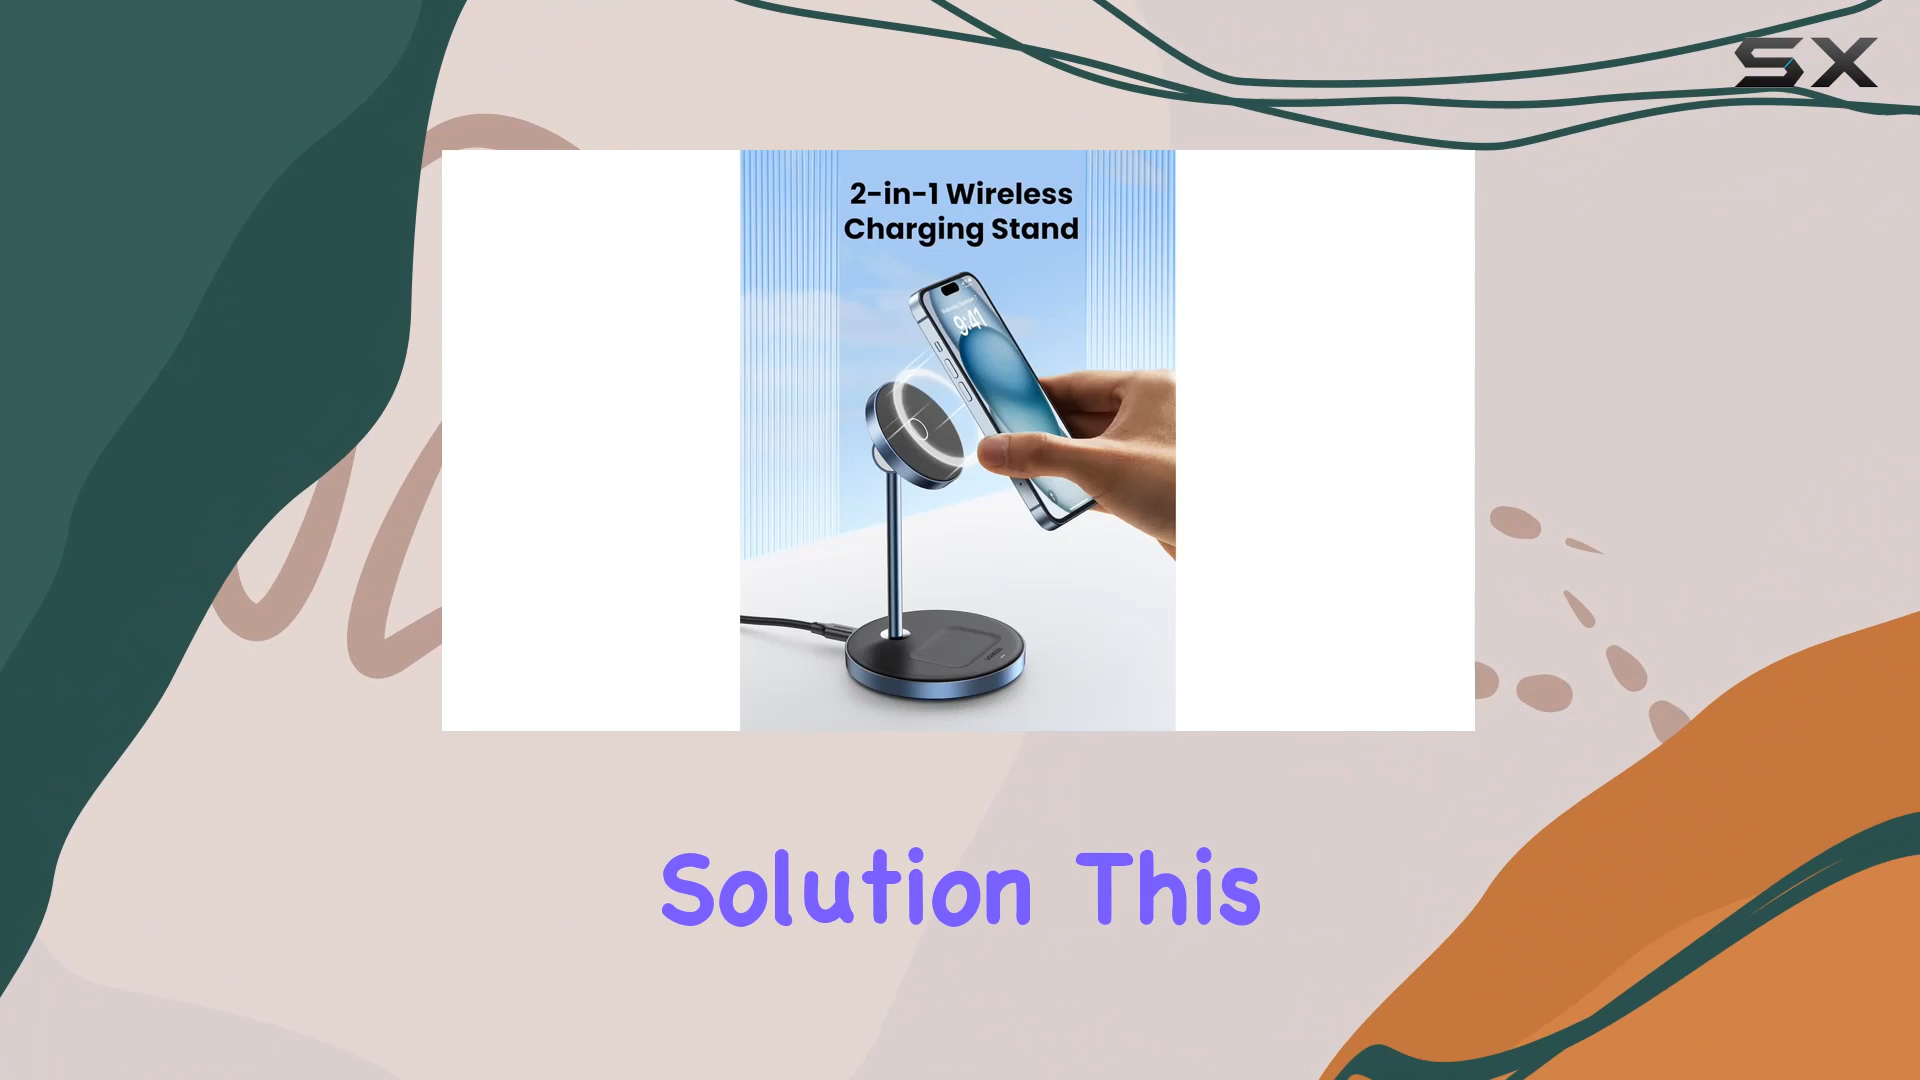 SX
2-in-1 Wireless
Charging Stand
9:41
Solution This